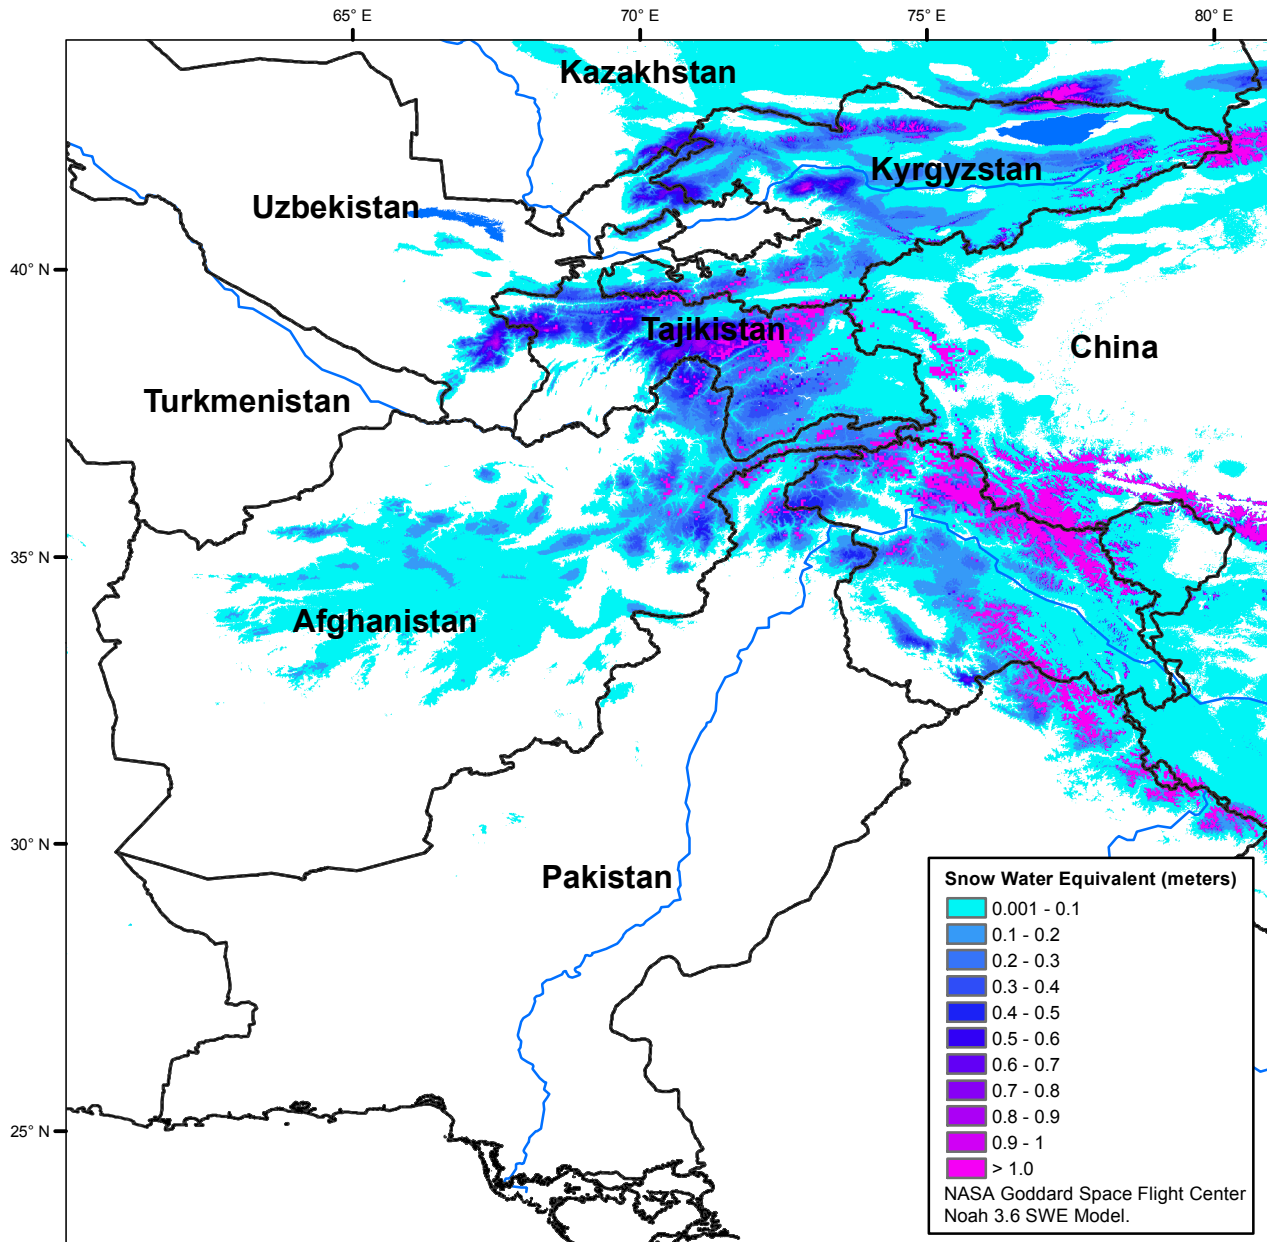 65° E
70° E
75° E
80° E
Kazakhstan
Kyrgyzstan
Uzbekistan
40° N
Tajikistan
China
Turkmenistan
35° N
Afghanistan
30° N
Pakistan
25° N
Snow Water Equivalent (meters)
0.001 - 0.1
0.1 - 0.2
0.2 - 0.3
0.3 - 0.4
0.4 - 0.5
0.5 - 0.6
0.6 - 0.7
0.7 - 0.8
0.8 - 0.9
0.9 - 1
> 1.0
NASA Goddard Space Flight Center
Noah 3.6 SWE Model.